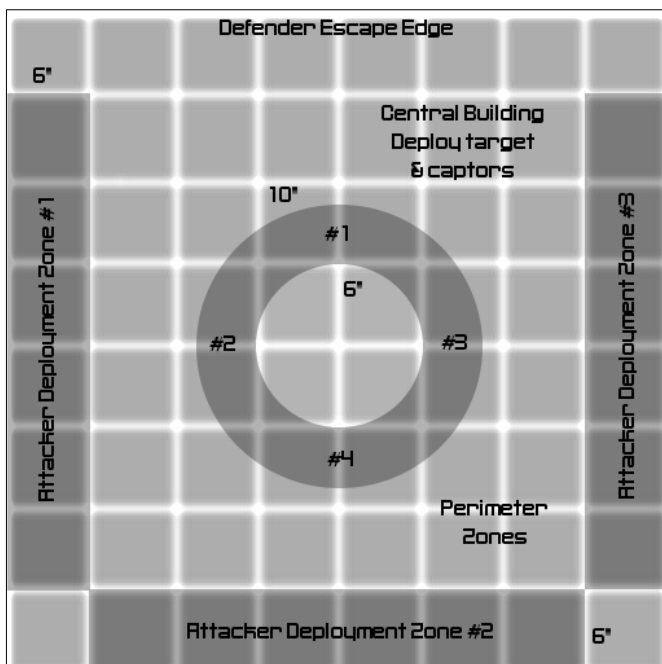 Defender Escape Edge
6"
Central Building
Deploy target
& captors
10"
#1
6"
#2
#3
#4
Attacker Deployment Zone #1
Attacker Deployment Zone #3
Perimeter
Zones
Attacker Deployment Zone #2
6"